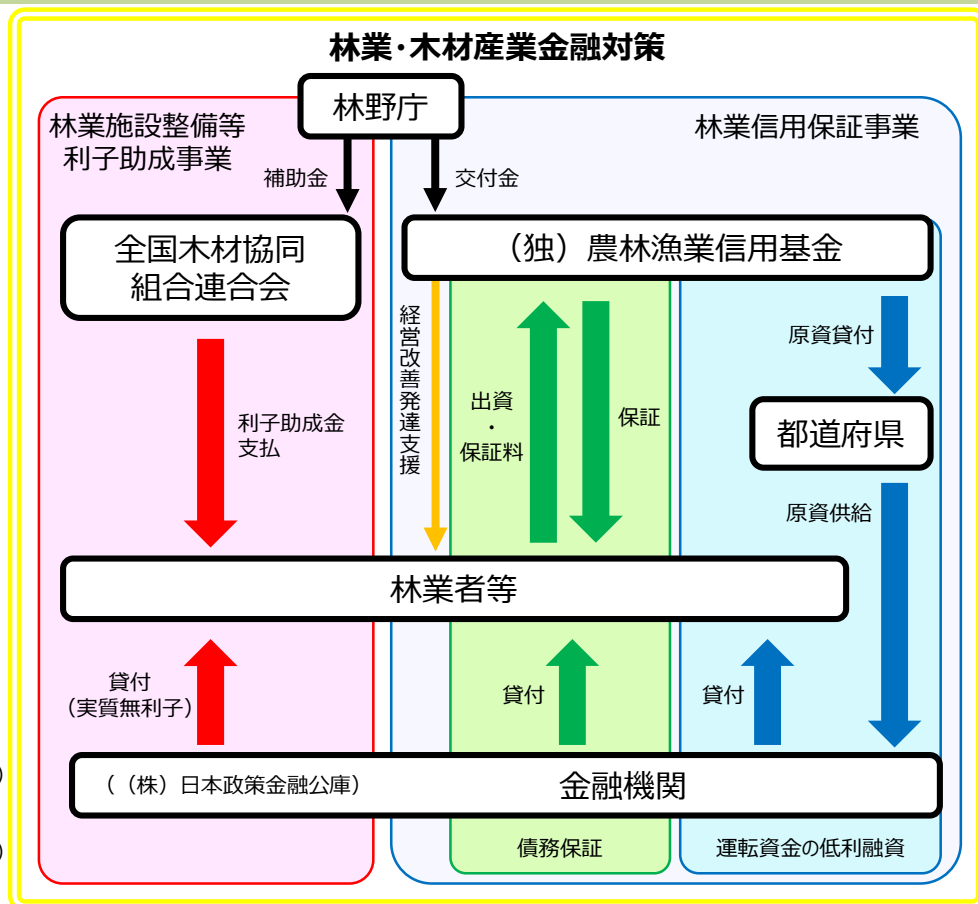 林業・木材産業金融対策
林野庁
林業施設整備等
利子助成事業
林業信用保証事業
補助金
交付金
全国木材協同
組合連合会
（独）農林漁業信用基金
経営改善発達支援
原資貸付
出資
・
保証料
保証
利子助成金
支払
都道府県
原資供給
林業者等
貸付
（実質無利子）
貸付
貸付
（（株）日本政策金融公庫）
金融機関
）
）
債務保証
運転資金の低利融資